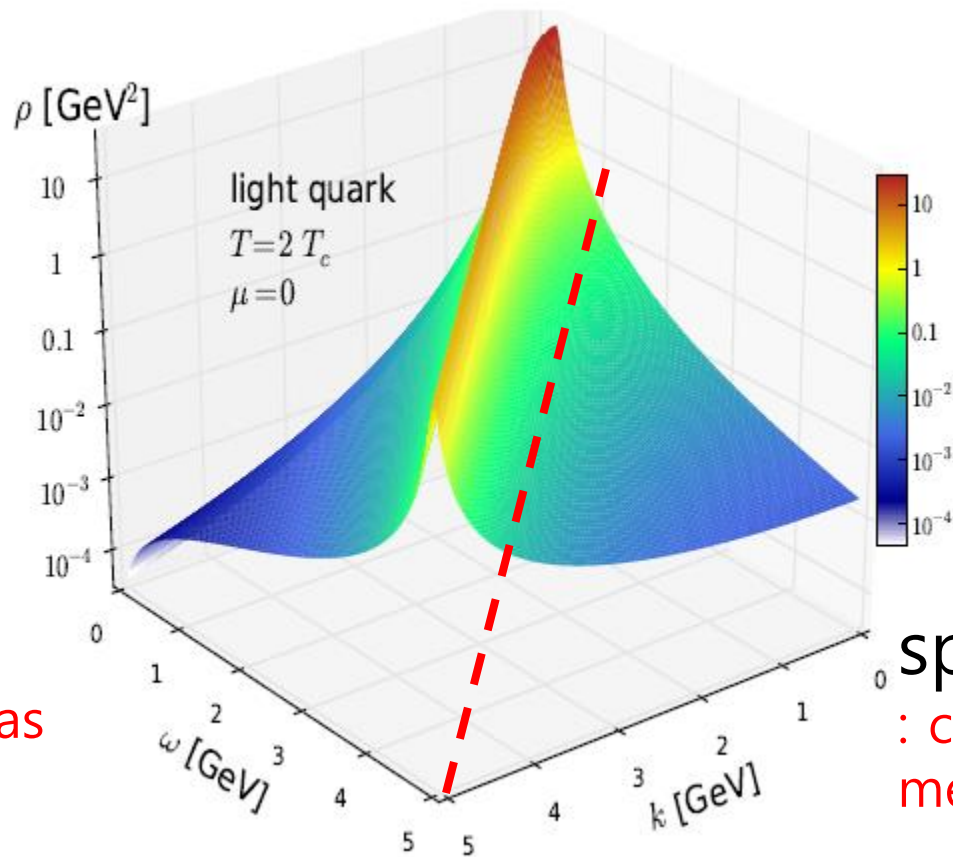 ρ [GeV²]
light quark
T=2 T_c
μ=0
10
1
0.1
10⁻²
10⁻³
10⁻⁴
10
1
0.1
10⁻²
10⁻³
10⁻⁴
0
1
2
3
4
5
ω [GeV]
5
4
3
2
1
0
k [GeV]
as
sp
: c
me